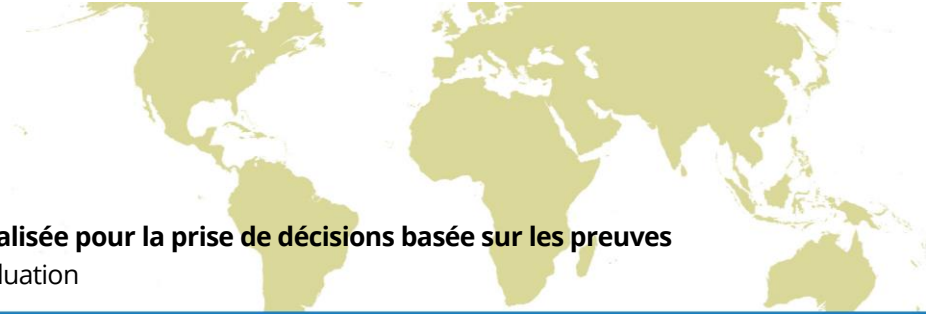 alisée pour la prise de décisions basée sur les preuves
luation